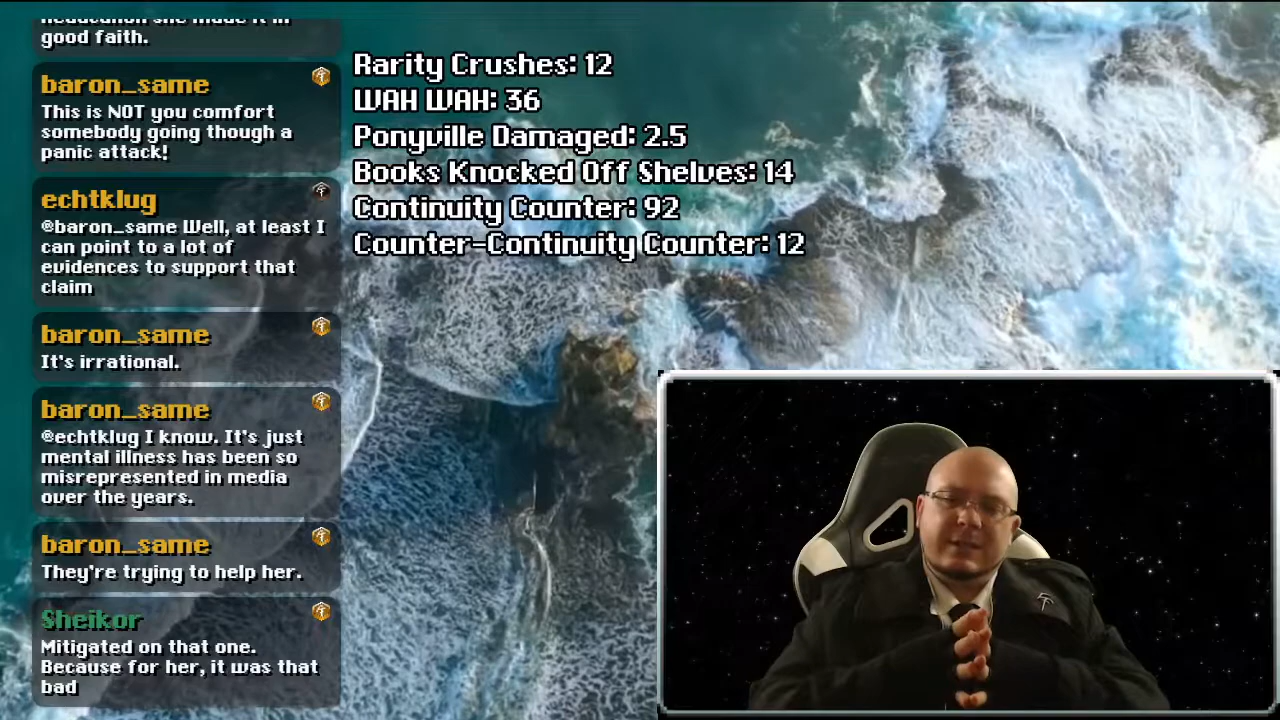 good faith.
baron_same
This is NOT you comfort
somebody going though a
panic attack!
echtklug
@baron_same Well, at least I
can point to a lot of
evidences to support that
claim
baron_same
It's irrational.
baron_same
@echtklug I know. It's just
mental illness has been so
misrepresented in media
over the years.
baron_same
They're trying to help her.
Sheikor
Mitigated on that one.
Because for her, it was that
bad
Rarity Crushes: 12
WAH WAH: 36
Ponyville Damaged: 2.5
Books Knocked Off Shelves: 14
Continuity Counter: 92
Counter-Continuity Counter: 12